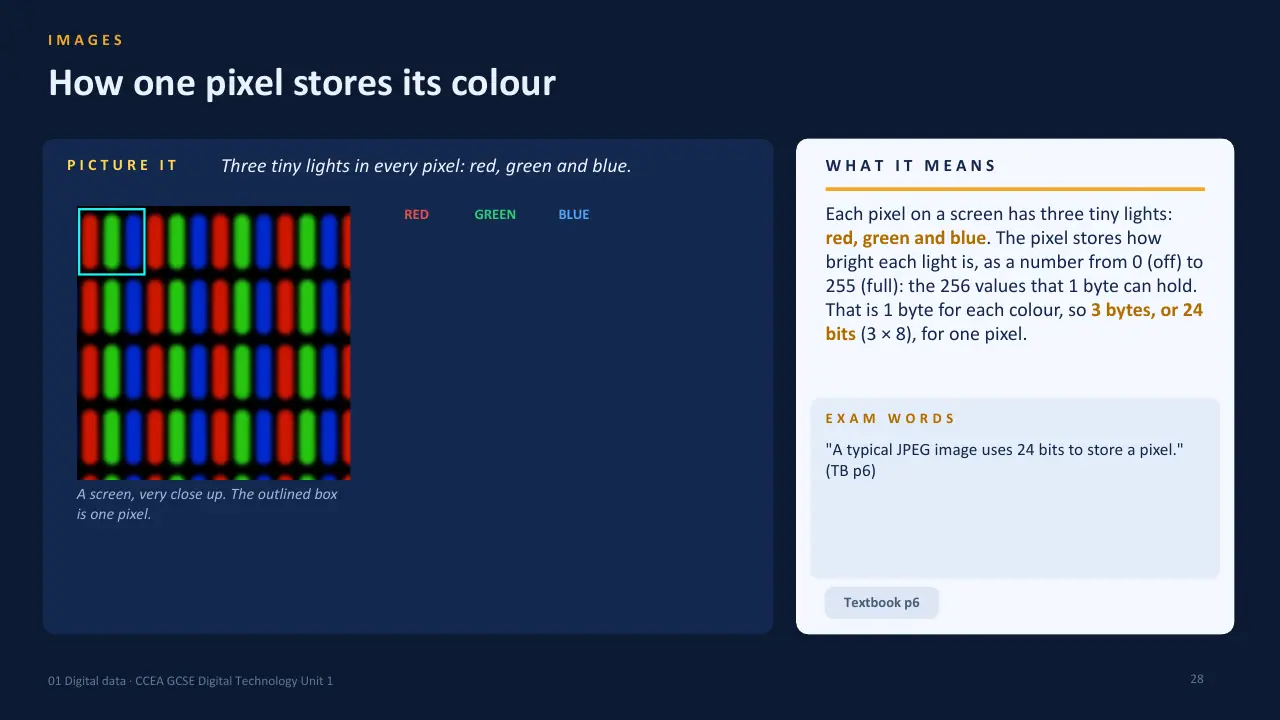 IMAGES
How one pixel stores its colour
PICTURE IT
Three tiny lights in every pixel: red, green and blue.
RED
GREEN
BLUE
A screen, very close up. The outlined box
is one pixel.
WHAT IT MEANS
Each pixel on a screen has three tiny lights:
red, green and blue. The pixel stores how
bright each light is, as a number from 0 (off) to
255 (full): the 256 values that 1 byte can hold.
That is 1 byte for each colour, so 3 bytes, or 24
bits (3 × 8), for one pixel.
EXAM WORDS
"A typical JPEG image uses 24 bits to store a pixel."
(TB p6)
Textbook p6
01 Digital data · CCEA GCSE Digital Technology Unit 1
28